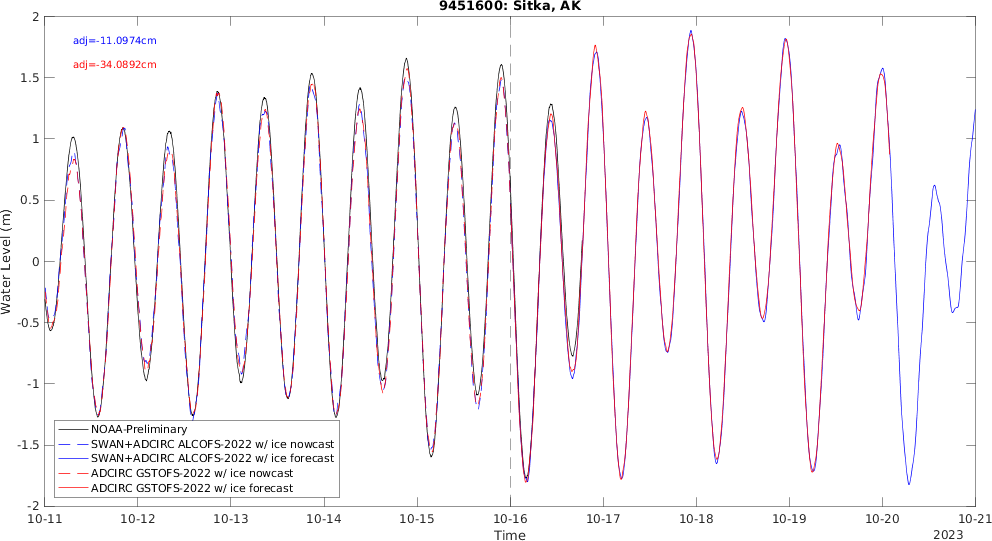 9451600: Sitka, AK
adj=-11.0974cm
adj=-34.0892cm
Water Level (m)
2
1.5
1
0.5
0
-0.5
-1
-1.5
-2
NOAA-Preliminary
SWAN+ADCIRC ALCOFS-2022 w/ ice nowcast
SWAN+ADCIRC ALCOFS-2022 w/ ice forecast
ADCIRC GSTOFS-2022 w/ ice nowcast
ADCIRC GSTOFS-2022 w/ ice forecast
10-11 10-12 10-13 10-14 10-15 10-16 10-17 10-18 10-19 10-20 10-21
Time
2023